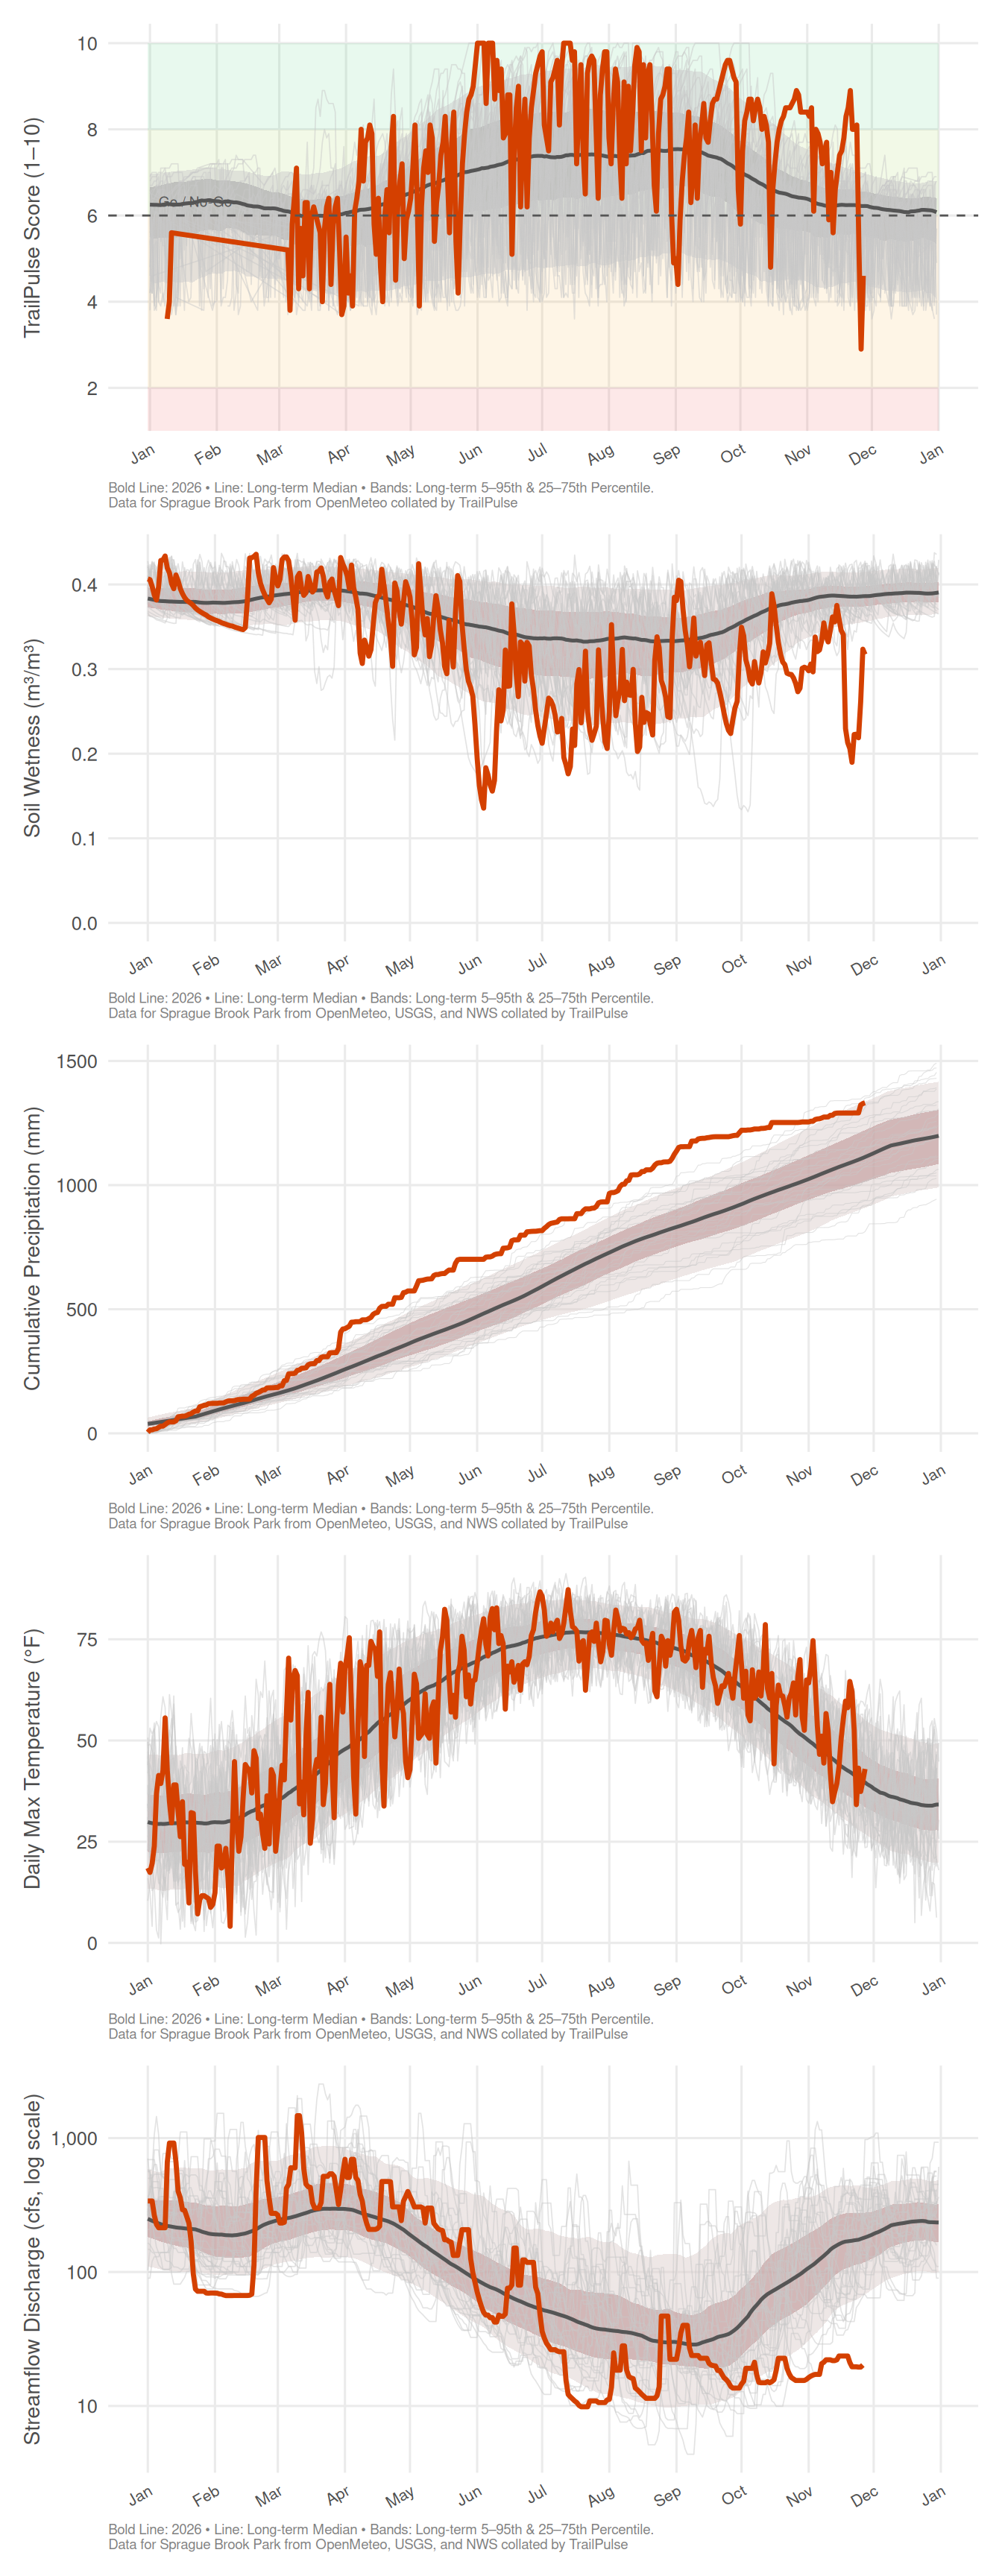 TrailPulse Score (1–10)
10
8
6
4
2
Go / No-Go
Jan Feb Mar Apr May Jun Jul Aug Sep Oct Nov Dec Jan
Bold Line: 2026 • Line: Long-term Median • Bands: Long-term 5–95th & 25–75th Percentile.
Data for Sprague Brook Park from OpenMeteo collated by TrailPulse
Soil Wetness (m³/m³)
0.4
0.3
0.2
0.1
0.0
Jan Feb Mar Apr May Jun Jul Aug Sep Oct Nov Dec Jan
Bold Line: 2026 • Line: Long-term Median • Bands: Long-term 5–95th & 25–75th Percentile.
Data for Sprague Brook Park from OpenMeteo, USGS, and NWS collated by TrailPulse
Cumulative Precipitation (mm)
1500
1000
500
0
Jan Feb Mar Apr May Jun Jul Aug Sep Oct Nov Dec Jan
Bold Line: 2026 • Line: Long-term Median • Bands: Long-term 5–95th & 25–75th Percentile.
Data for Sprague Brook Park from OpenMeteo, USGS, and NWS collated by TrailPulse
Daily Max Temperature (°F)
75
50
25
0
Jan Feb Mar Apr May Jun Jul Aug Sep Oct Nov Dec Jan
Bold Line: 2026 • Line: Long-term Median • Bands: Long-term 5–95th & 25–75th Percentile.
Data for Sprague Brook Park from OpenMeteo, USGS, and NWS collated by TrailPulse
Streamflow Discharge (cfs, log scale)
1,000
100
10
Jan Feb Mar Apr May Jun Jul Aug Sep Oct Nov Dec Jan
Bold Line: 2026 • Line: Long-term Median • Bands: Long-term 5–95th & 25–75th Percentile.
Data for Sprague Brook Park from OpenMeteo, USGS, and NWS collated by TrailPulse